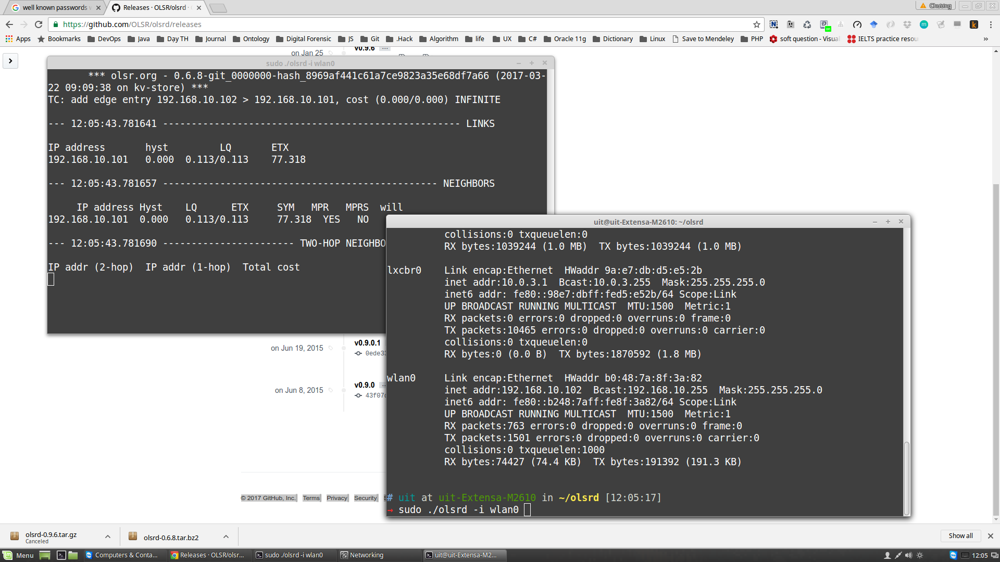 well known passwords
Releases · OLSR/olsrd ·
Chương
https://github.com/OLSR/olsrd/releases
Apps Bookmarks DevOps Java Dạy TH Journal Ontology Digital Forensic JS Git .Hack Algorithm life UX C# Oracle 11g Dictionary Linux Save to Mendeley PHP soft question - Visual IELTS practice resou »
on Jan 25 v0.9.6 ...
sudo ./olsrd -i wlan0
*** olsr.org - 0.6.8-git_0000000-hash_8969af441c61a7ce9823a35e68df7a66 (2017-03-
22 09:09:38 on kv-store) ***
TC: add edge entry 192.168.10.102 > 192.168.10.101, cost (0.000/0.000) INFINITE
--- 12:05:43.781641 ---------------------------------------------------- LINKS
IP address hyst LQ ETX
192.168.10.101 0.000 0.113/0.113 77.318
--- 12:05:43.781657 ------------------------------------------------ NEIGHBORS
IP address Hyst LQ ETX SYM MPR MPRS will
192.168.10.101 0.000 0.113/0.113 77.318 YES NO
--- 12:05:43.781690 ----------------------- TWO-HOP NEIGHBO
IP addr (2-hop) IP addr (1-hop) Total cost
on Jun 19, 2015 v0.9.0.1
0ede33
on Jun 8, 2015 v0.9.0
43f07
uit@uit-Extensa-M2610: ~/olsrd
collisions:0 txqueuelen:0
RX bytes:1039244 (1.0 MB) TX bytes:1039244 (1.0 MB)
lxcbr0 Link encap:Ethernet HWaddr 9a:e7:db:d5:e5:2b
inet addr:10.0.3.1 Bcast:10.0.3.255 Mask:255.255.255.0
inet6 addr: fe80::98e7:dbff:fed5:e52b/64 Scope:Link
UP BROADCAST RUNNING MULTICAST MTU:1500 Metric:1
RX packets:0 errors:0 dropped:0 overruns:0 frame:0
TX packets:10465 errors:0 dropped:0 overruns:0 carrier:0
collisions:0 txqueuelen:0
RX bytes:0 (0.0 B) TX bytes:1870592 (1.8 MB)
wlan0 Link encap:Ethernet HWaddr b0:48:7a:8f:3a:82
inet addr:192.168.10.102 Bcast:192.168.10.255 Mask:255.255.255.0
inet6 addr: fe80::b248:7aff:fe8f:3a82/64 Scope:Link
UP BROADCAST RUNNING MULTICAST MTU:1500 Metric:1
RX packets:763 errors:0 dropped:0 overruns:0 frame:0
TX packets:1501 errors:0 dropped:0 overruns:0 carrier:0
collisions:0 txqueuelen:1000
RX bytes:74427 (74.4 KB) TX bytes:191392 (191.3 KB)
# uit at uit-Extensa-M2610 in ~/olsrd [12:05:17]
→ sudo ./olsrd -i wlan0
© 2017 GitHub, Inc. Terms Privacy Security
olsrd-0.9.6.tar.gz
Canceled
olsrd-0.6.8.tar.bz2
Show all
Menu
Computers & Conta...
Releases · OLSR/olsr...
sudo ./olsrd -i wlan0
Networking
uit@uit-Extensa-M2...
12:05